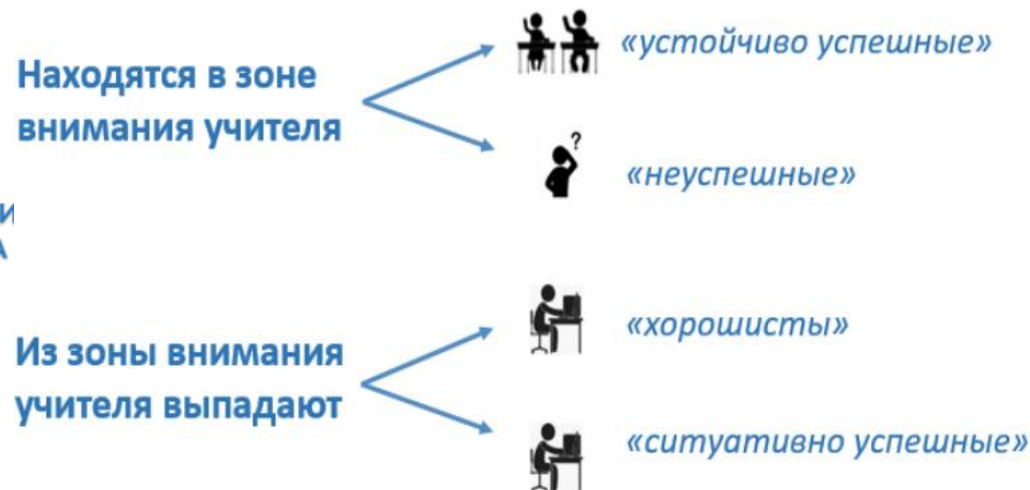 Находятся в зоне
внимания учителя
«устойчиво успешные»
?
«неуспешные»
Из зоны внимания
учителя выпадают
«хорошисты»
«ситуативно успешные»